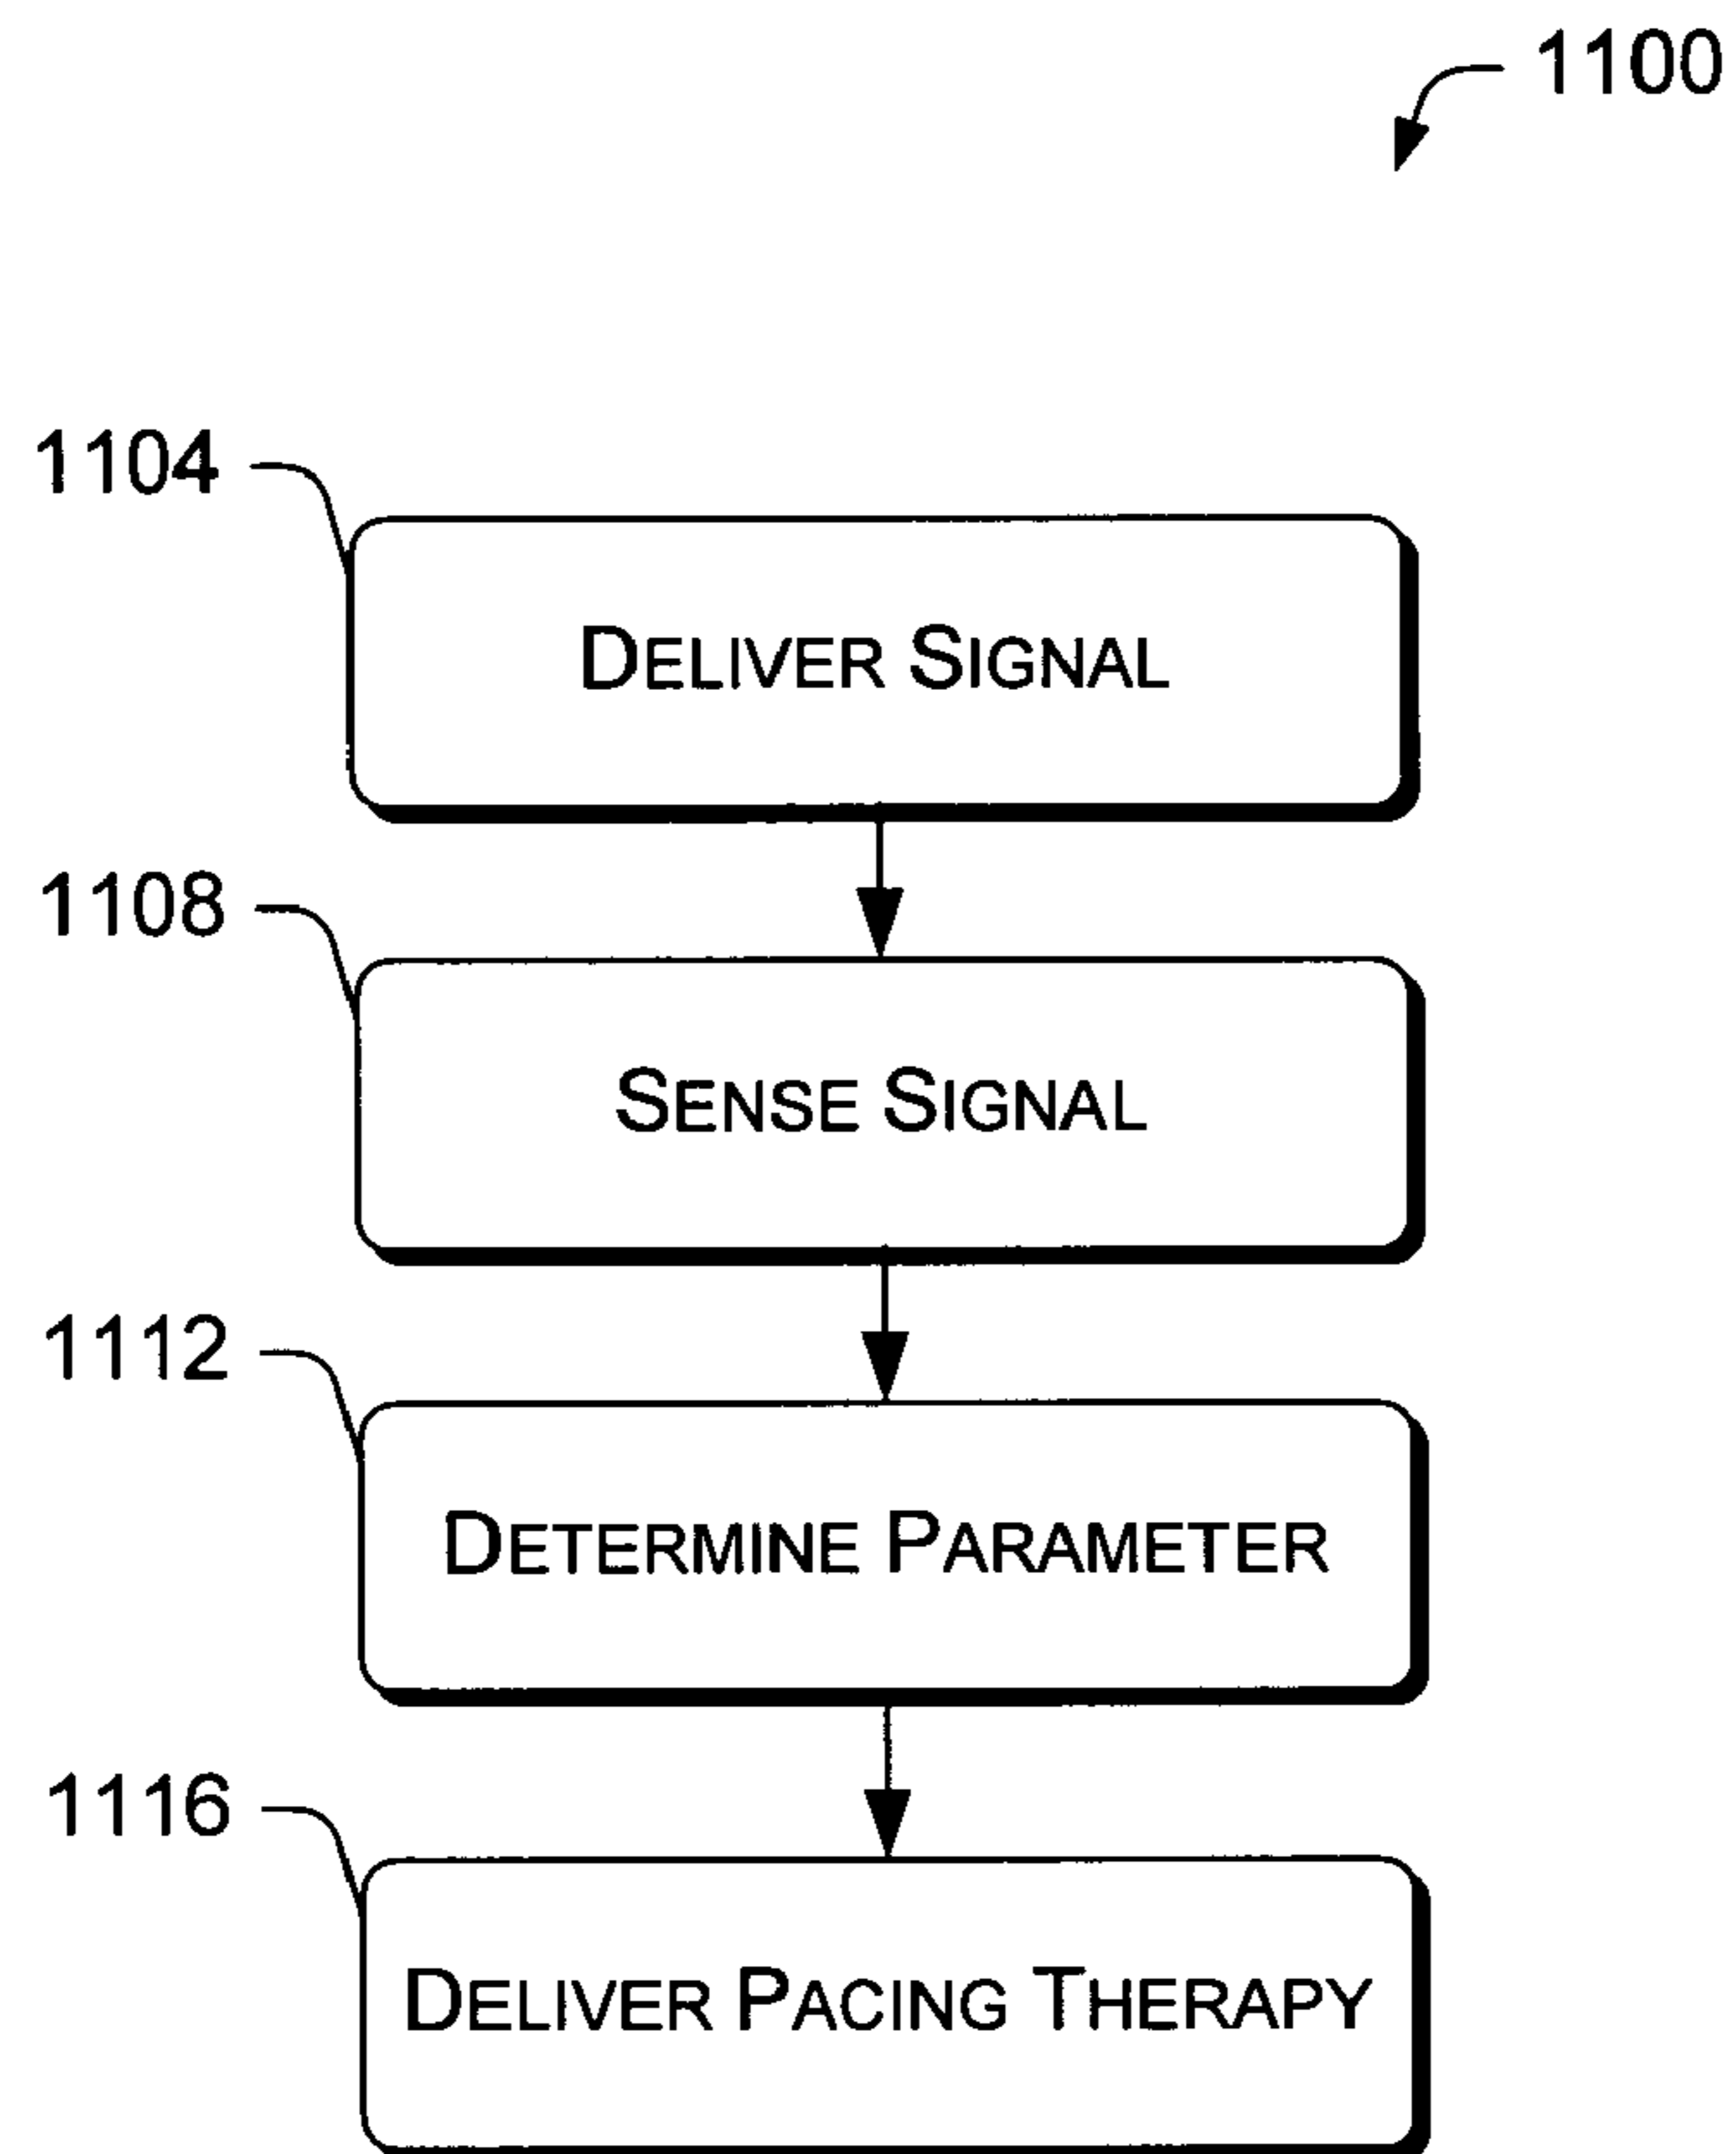 1100
1104
DELIVER SIGNAL
1108
SENSE SIGNAL
1112
DETERMINE PARAMETER
1116
DELIVER PACING THERAPY